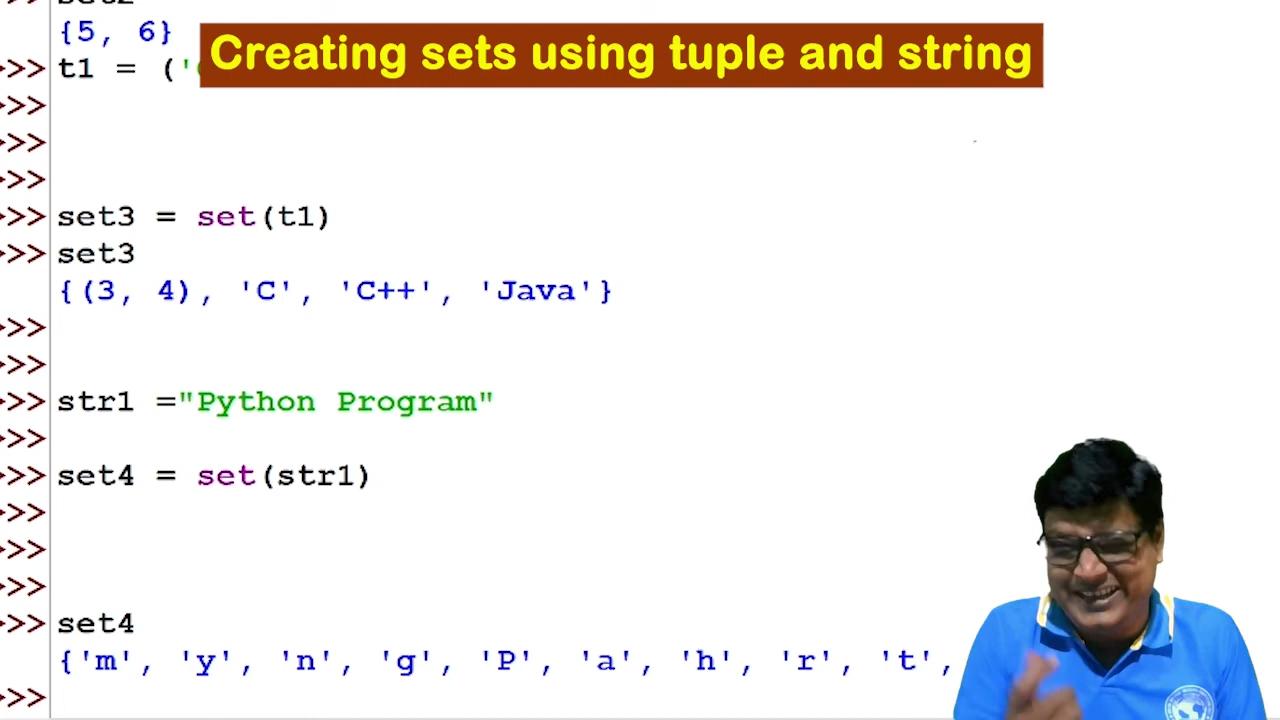 {5, 6}
Creating sets using tuple and string
>>> t1 = ('
>>>
>>>
>>>
>>> set3 = set(t1)
>>> set3
{(3, 4), 'C', 'C++', 'Java'}
>>>
>>>
>>> str1 ="Python Program"
>>>
>>> set4 = set(str1)
>>>
>>>
>>>
>>> set4
{'m', 'y', 'n', 'g', 'P', 'a', 'h', 'r', 't',
>>>